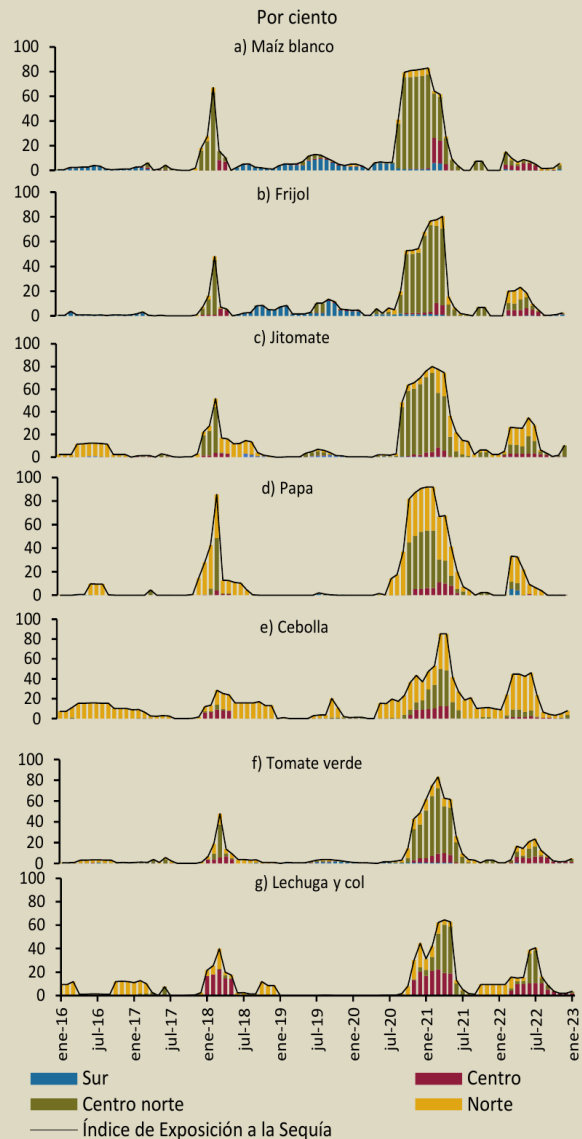 Por ciento
a) Maíz blanco
100
80
60
40
20
0
b) Frijol
100
80
60
40
20
0
c) Jitomate
100
80
60
40
20
0
d) Papa
100
80
60
40
20
0
e) Cebolla
100
80
60
40
20
0
f) Tomate verde
100
80
60
40
20
0
g) Lechuga y col
100
80
60
40
20
0
ene-16
jul-16
ene-17
jul-17
ene-18
jul-18
ene-19
jul-19
ene-20
jul-20
ene-21
jul-21
ene-22
jul-22
ene-23
Sur
Centro
Centro norte
Norte
Índice de Exposición a la Sequía